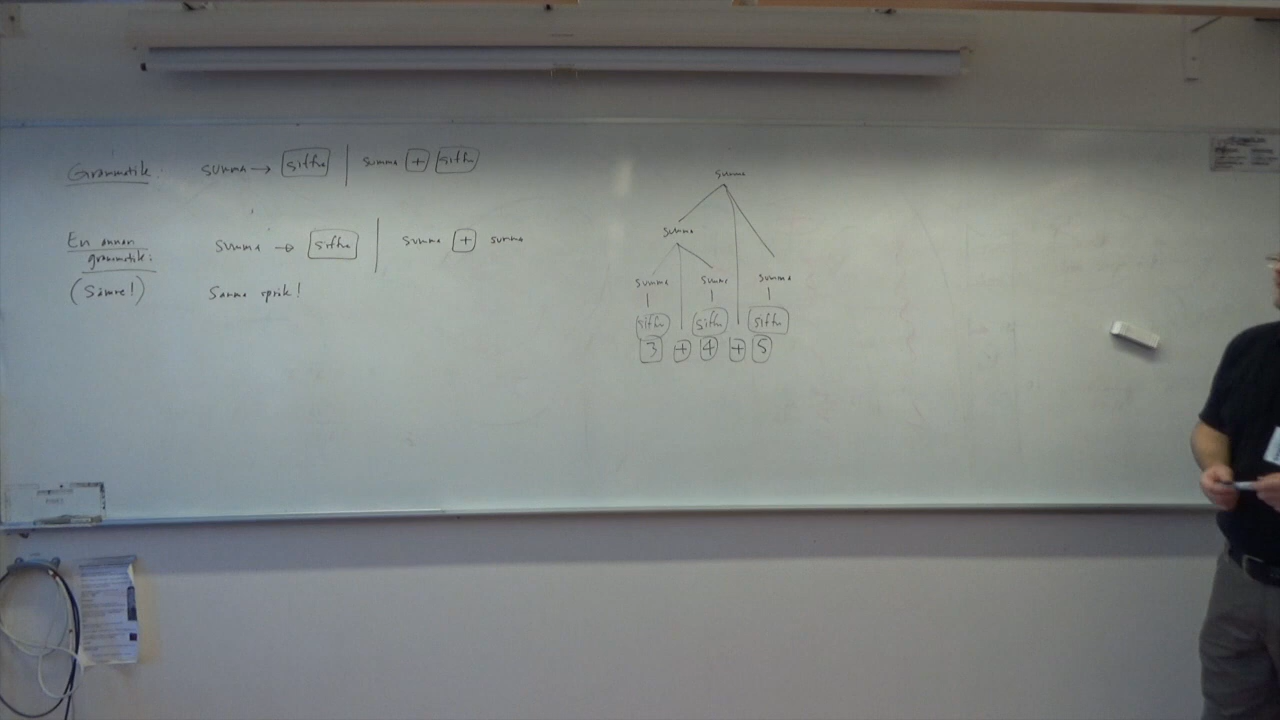 Grammatik: summa → siffra | summa + siffra
En annan grammatik: summa → siffra | summa + summa
(Sämre!) Samma språk!
summa
summa
summa summa summa
siffra siffra siffra
3 + 4 + 5